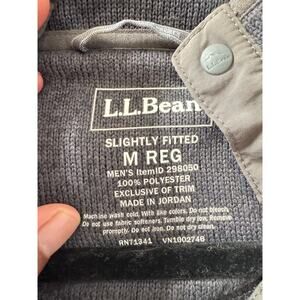 L.L.Bean
SLIGHTLY FITTED
M REG
MEN'S ItemID 298050
100% POLYESTER
EXCLUSIVE OF TRIM
MADE IN JORDAN
Machine wash cold. With like colors. Do not bleach.
Do not use fabric softeners. Tumble dry low. Remove
promptly. Do not iron. Do not dry clean.
RN71341 VN1002746